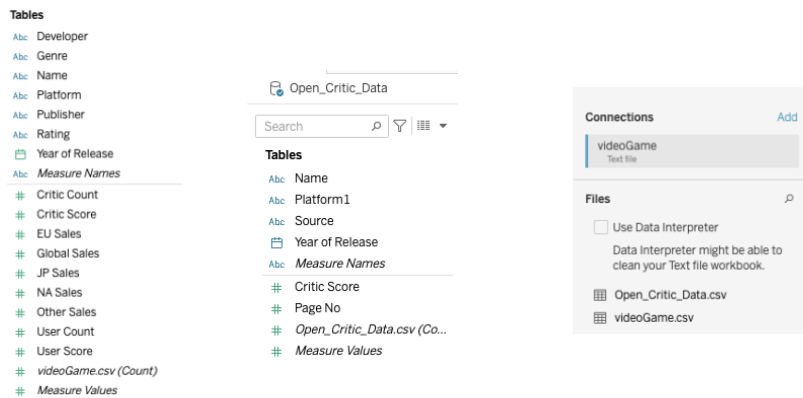 Tables
Abc Developer
Abc Genre
Abc Name
Abc Platform
Abc Publisher
Abc Rating
Year of Release
Abc Measure Names
# Critic Count
# Critic Score
# EU Sales
# Global Sales
# JP Sales
# NA Sales
# Other Sales
# User Count
# User Score
# videoGame.csv (Count)
# Measure Values
Open_Critic_Data
Search
Tables
Abc Name
Abc Platform1
Abc Source
Year of Release
Abc Measure Names
# Critic Score
# Page No
# Open_Critic_Data.csv (Co...
# Measure Values
Connections Add
videoGame
Text file
Files
Use Data Interpreter
Data Interpreter might be able to
clean your Text file workbook.
Open_Critic_Data.csv
videoGame.csv